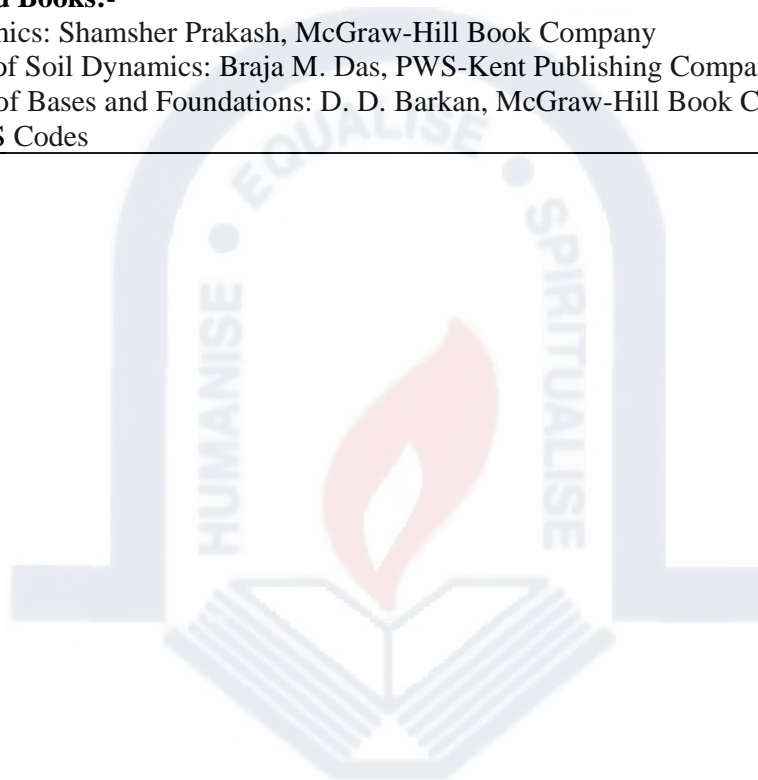 d Books:-
nics: Shamsher Prakash, McGraw-Hill Book Company
of Soil Dynamics: Braja M. Das, PWS-Kent Publishing Compa
of Bases and Foundations: D. D. Barkan, McGraw-Hill Book C
S Codes
HUMANISE • EQUALISE • SPIRITUALISE